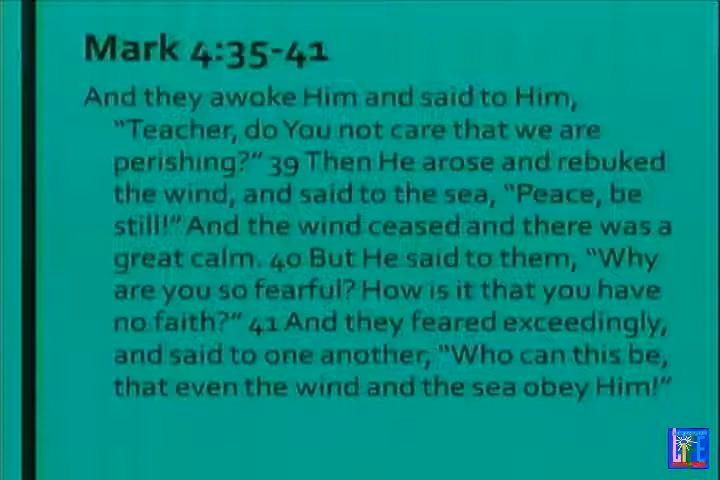 Mark 4:35-41
And they awoke Him and said to Him,
“Teacher, do You not care that we are
perishing?” 39 Then He arose and rebuked
the wind, and said to the sea, “Peace, be
still!” And the wind ceased and there was a
great calm. 40 But He said to them, “Why
are you so fearful? How is it that you have
no faith?” 41 And they feared exceedingly,
and said to one another, “Who can this be,
that even the wind and the sea obey Him!”